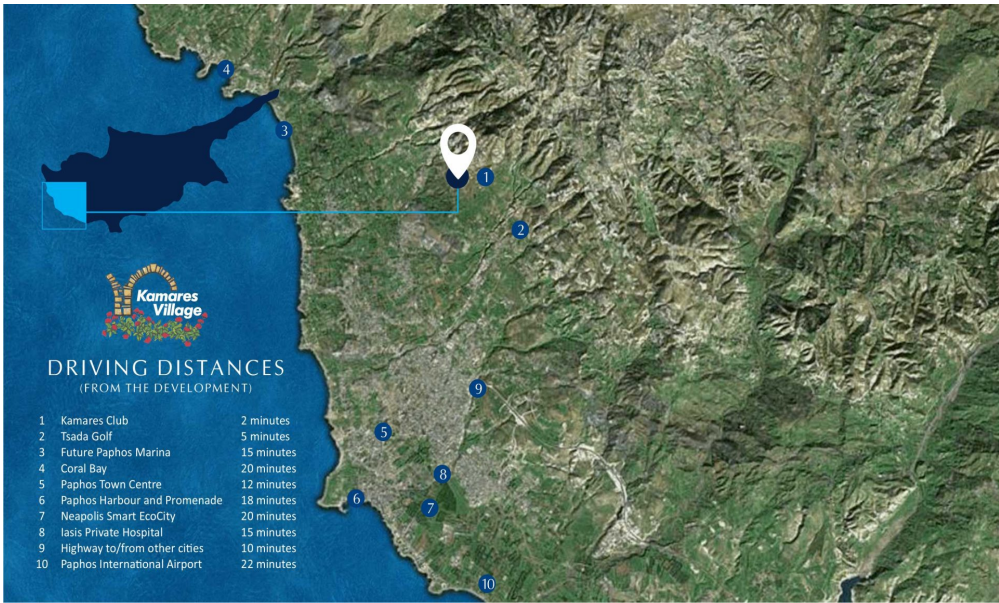 4
3
1
2
Kamares
Village
DRIVING DISTANCES
(FROM THE DEVELOPMENT)
9
5
8
6
7
10
1 Kamares Club 2 minutes
2 Tsada Golf 5 minutes
3 Future Paphos Marina 15 minutes
4 Coral Bay 20 minutes
5 Paphos Town Centre 12 minutes
6 Paphos Harbour and Promenade 18 minutes
7 Neapolis Smart EcoCity 20 minutes
8 Iasis Private Hospital 15 minutes
9 Highway to/from other cities 10 minutes
10 Paphos International Airport 22 minutes